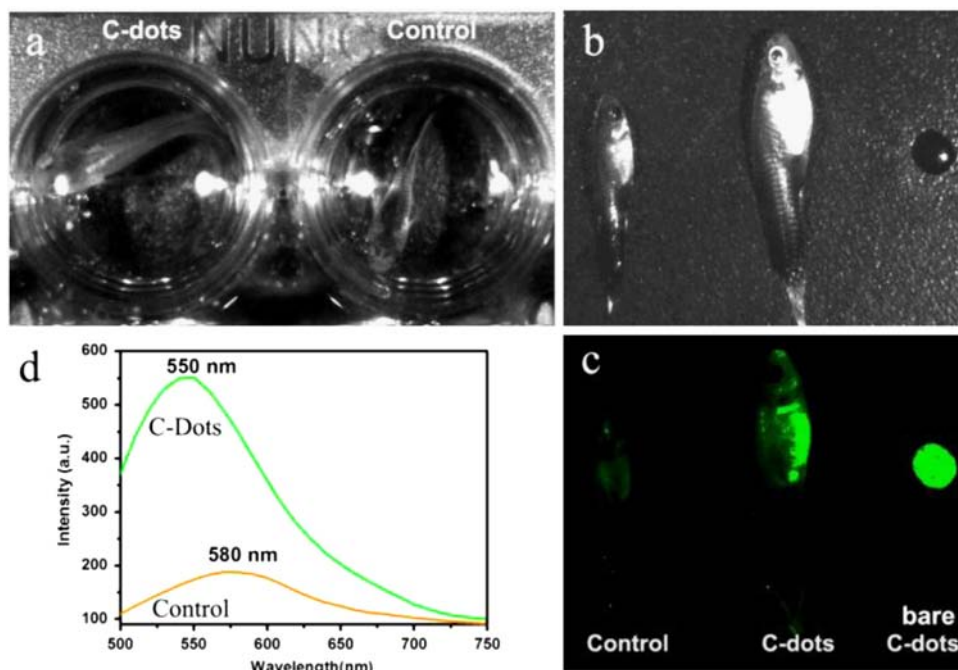 a
C-dots
Control
b
d
600
500
400
300
200
100
550 nm
C-Dots
580 nm
Control
500
550
600
650
700
750
Intensity (a.u.)
Wavelength(nm)
c
Control
C-dots
bare
C-dots